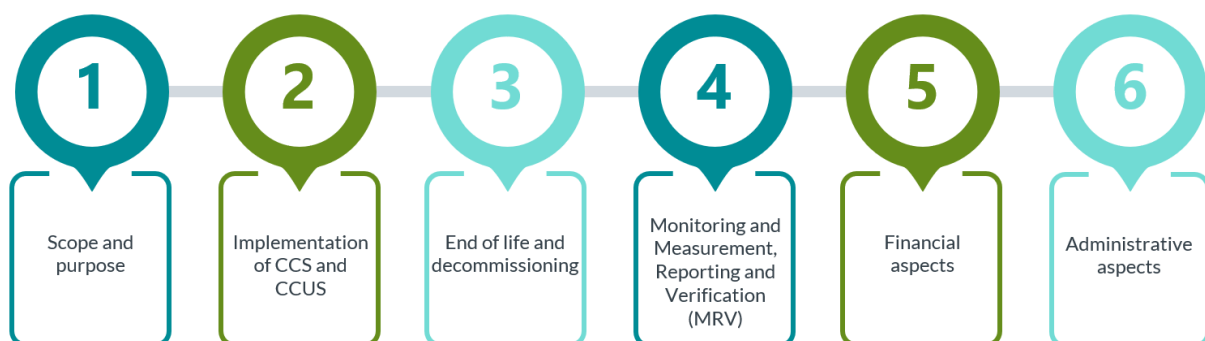 1
2
3
4
5
6
Scope and
purpose
Implementation
of CCS and
CCUS
End of life and
decommissioning
Monitoring and
Measurement,
Reporting and
Verification
(MRV)
Financial
aspects
Administrative
aspects